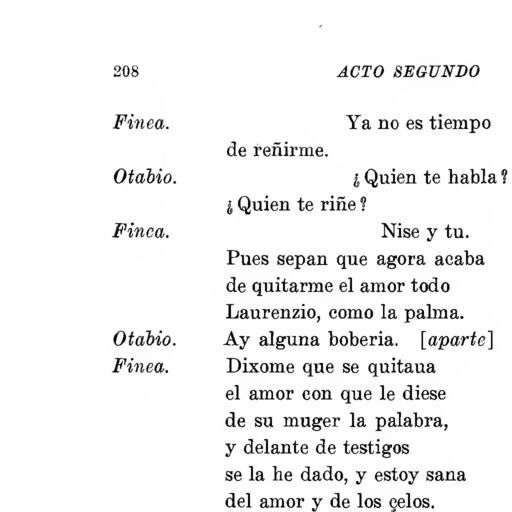 208 ACTO SEGUNDO
Finea. Ya no es tiempo
de reñirme.
Otabio. ¿Quien te habla?
¿Quien te riñe?
Finca. Nise y tu.
Pues sepan que agora acaba
de quitarme el amor todo
Laurenzio, como la palma.
Otabio. Ay alguna boberia. [aparte]
Finea. Dixome que se quitaua
el amor con que le diese
de su muger la palabra,
y delante de testigos
se la he dado, y estoy sana
del amor y de los çelos.